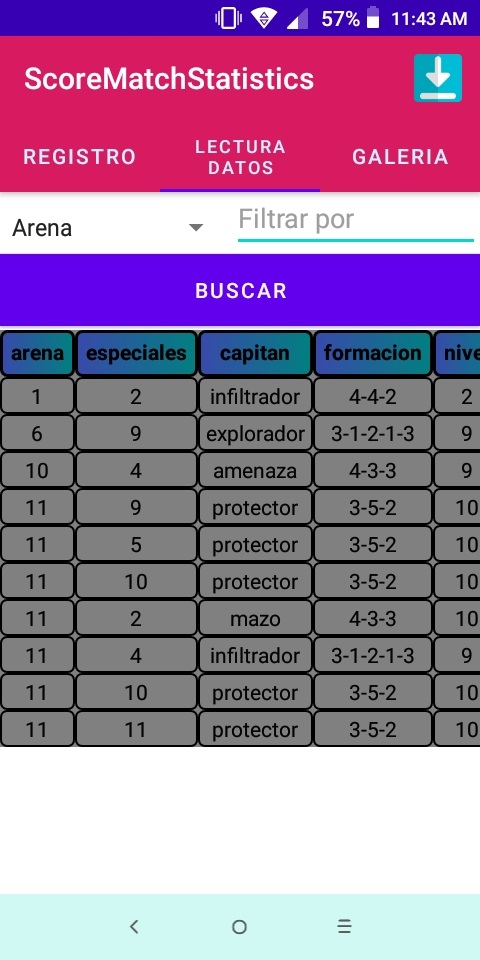 57% 11:43 AM
ScoreMatchStatistics
REGISTRO LECTURA DATOS GALERIA
Arena Filtrar por
BUSCAR
arena especiales capitan formacion nive
1 2 infiltrador 4-4-2 2
6 9 explorador 3-1-2-1-3 9
10 4 amenaza 4-3-3 9
11 9 protector 3-5-2 10
11 5 protector 3-5-2 10
11 10 protector 3-5-2 10
11 2 mazo 4-3-3 10
11 4 infiltrador 3-1-2-1-3 9
11 10 protector 3-5-2 10
11 11 protector 3-5-2 10